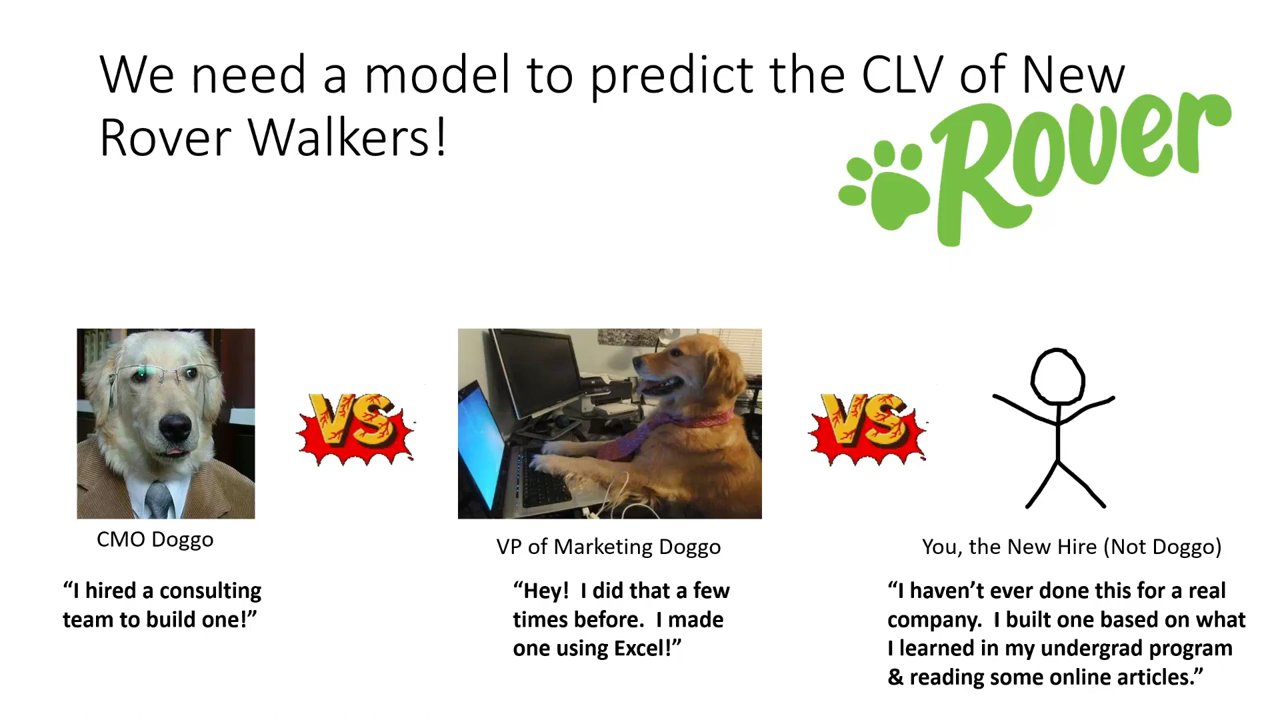 We need a model to predict the CLV of New
Rover Walkers!
Rover
VS
VS
CMO Doggo
VP of Marketing Doggo
You, the New Hire (Not Doggo)
“I hired a consulting
team to build one!”
“Hey!  I did that a few
times before.  I made
one using Excel!”
“I haven’t ever done this for a real
company.  I built one based on what
I learned in my undergrad program
& reading some online articles.”